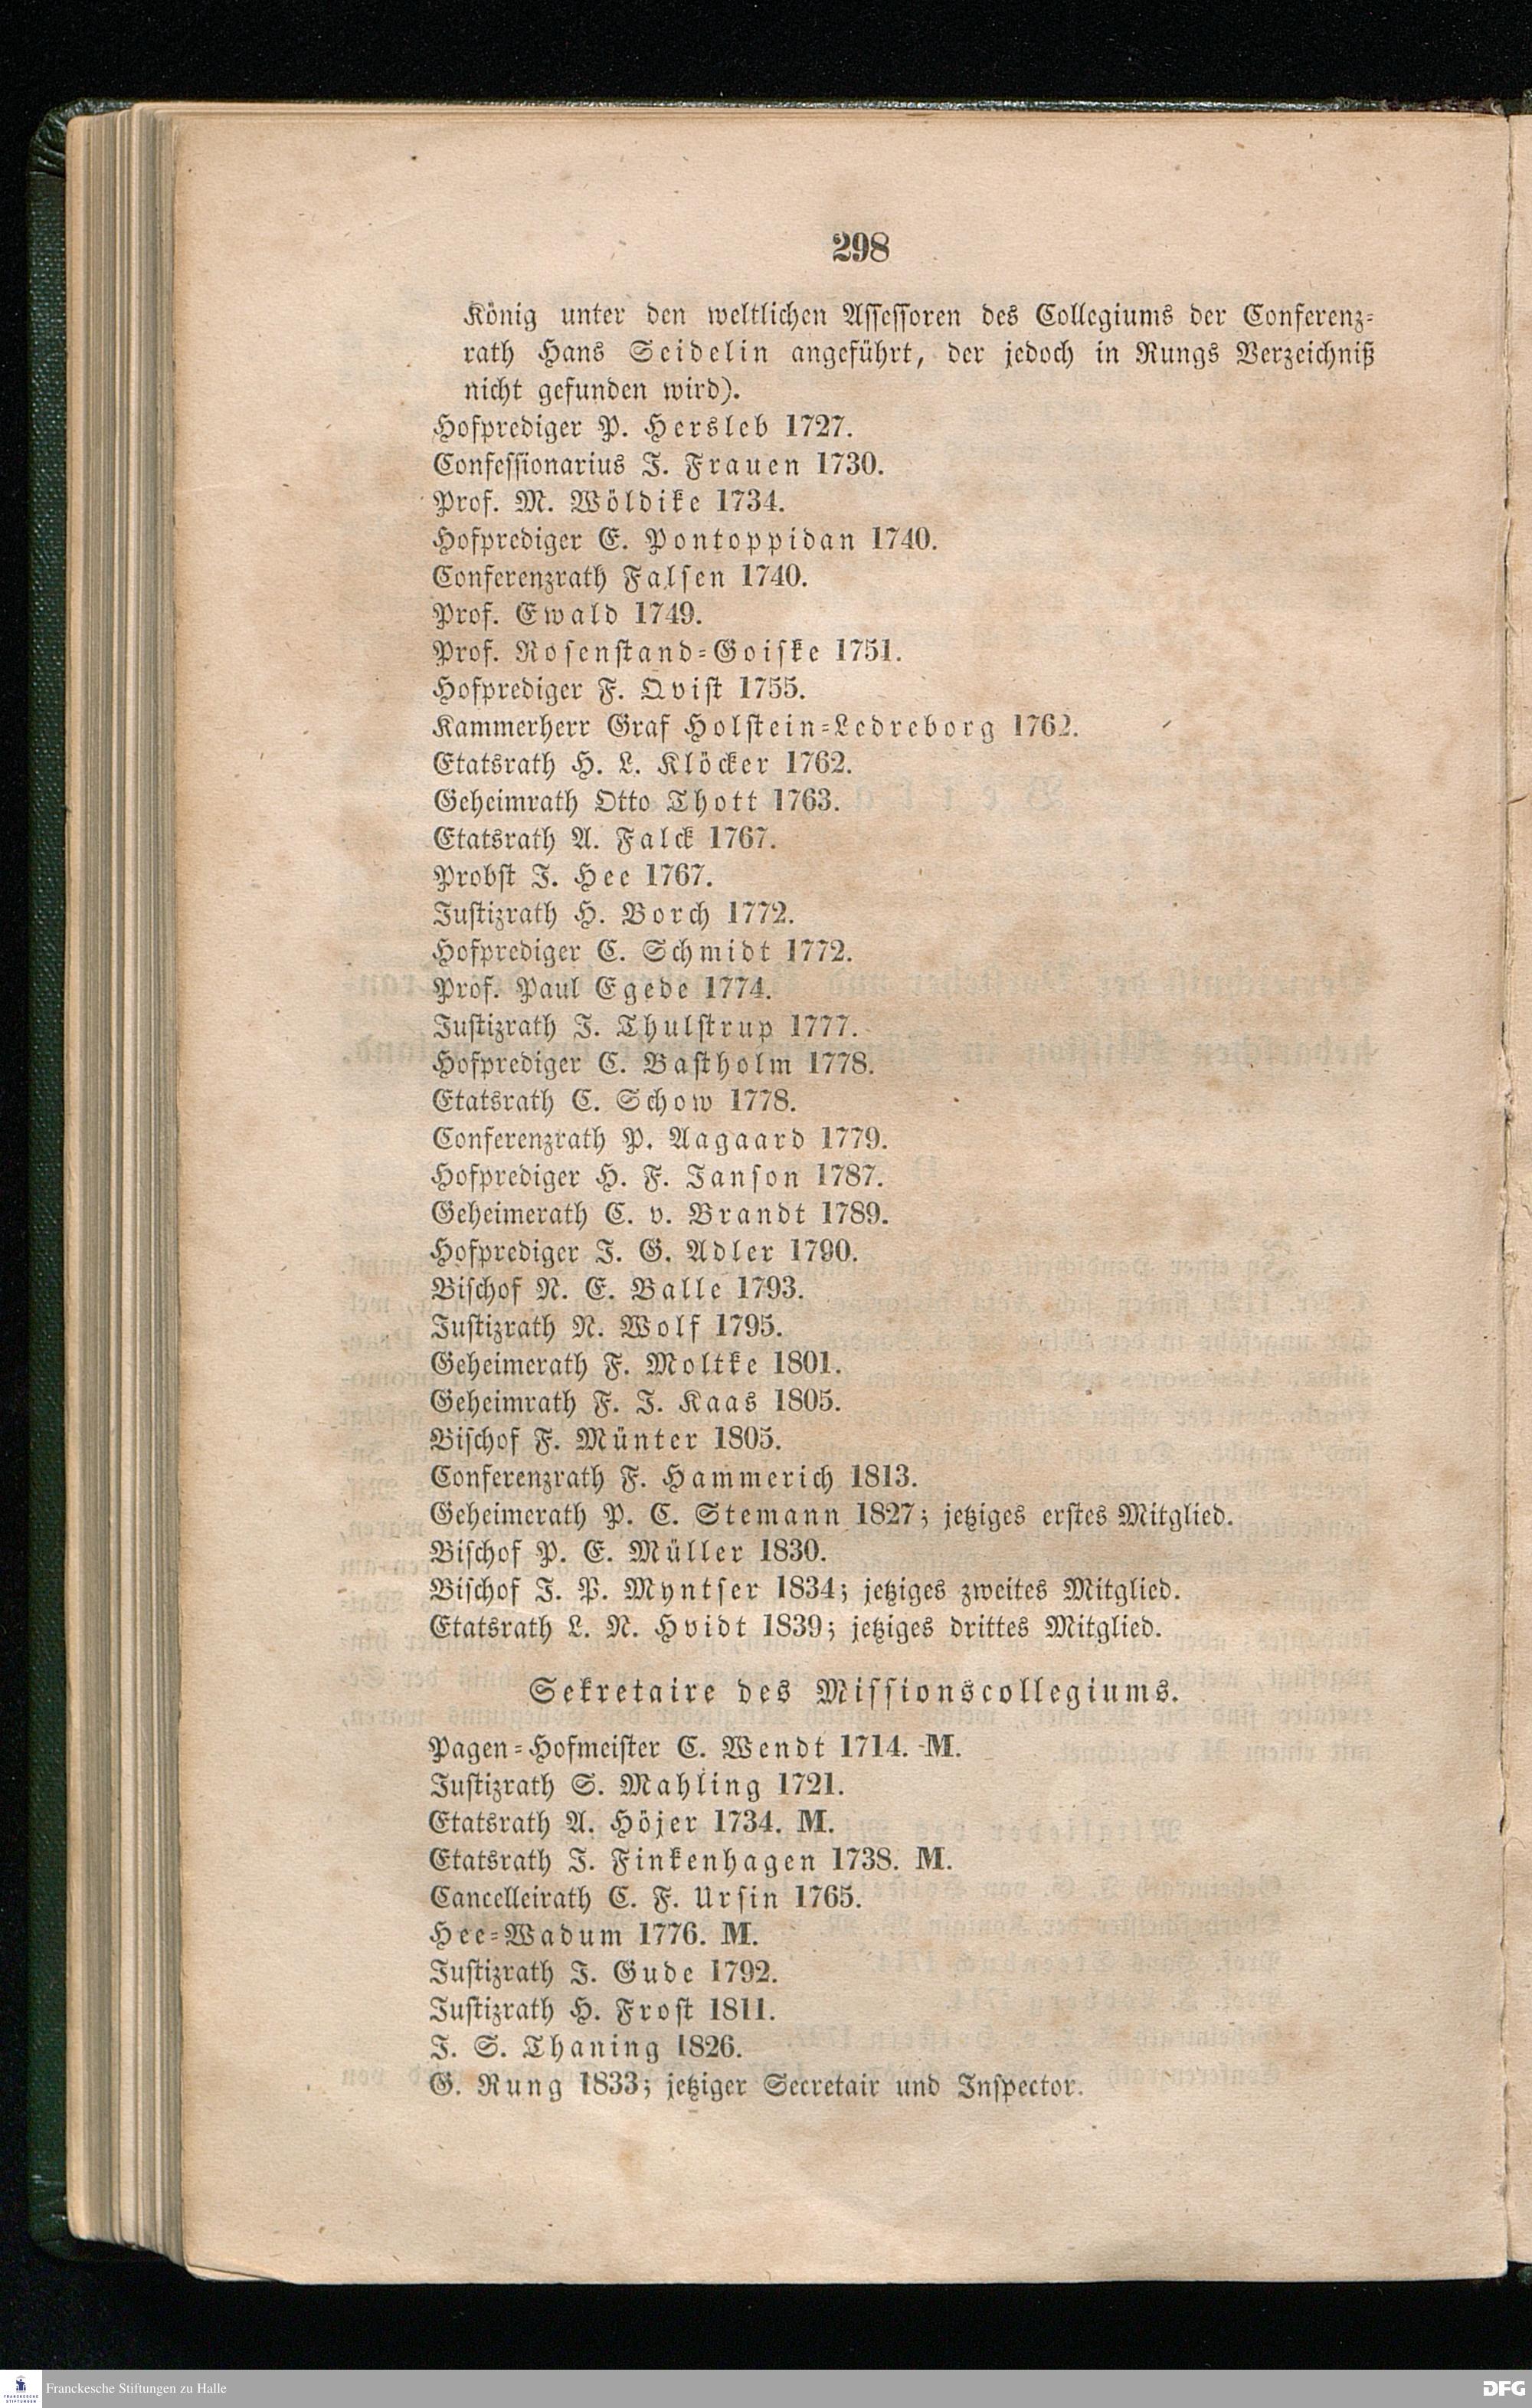 298
König unter den weltlichen Assessoren des Collegiums der Conferenz-
rath Hans Seidelin angeführt, der jedoch in Rungs Verzeichniß
nicht gefunden wird).
Hofprediger P. Hersleb 1727.
Confessionarius J. Frauen 1730.
Prof. M. Wöldike 1734.
Hofprediger E. Pontoppidan 1740.
Conferenzrath Falsen 1740.
Prof. Ewald 1749.
Prof. Rosenstand-Goiske 1751.
Hofprediger F. Qvist 1755.
Kammerherr Graf Holstein-Ledreborg 1762.
Etatsrath H. L. Klöcker 1762.
Geheimrath Otto Thott 1763.
Etatsrath A. Falck 1767.
Probst J. Hee 1767.
Justizrath H. Borch 1772.
Hofprediger C. Schmidt 1772.
Prof. Paul Egede 1774.
Justizrath J. Thulstrup 1777.
Hofprediger C. Bastholm 1778.
Etatsrath C. Schow 1778.
Conferenzrath P. Aagaard 1779.
Hofprediger H. F. Janson 1787.
Geheimerath C. v. Brandt 1789.
Hofprediger J. G. Adler 1790.
Bischof N. E. Balle 1793.
Justizrath N. Wolf 1795.
Geheimerath F. Moltke 1801.
Geheimrath F. J. Kaas 1805.
Bischof F. Münter 1805.
Conferenzrath F. Hammerich 1813.
Geheimerath P. C. Stemann 1827; jetziges erstes Mitglied.
Bischof P. E. Müller 1830.
Bischof J. P. Myntser 1834; jetziges zweites Mitglied.
Etatsrath L. N. Hvidt 1839; jetziges drittes Mitglied.
Sekretaire des Missionscollegiums.
Pagen-Hofmeister C. Wendt 1714. M.
Justizrath S. Mahling 1721.
Etatsrath A. Höjer 1734. M.
Etatsrath J. Finkenhagen 1738. M.
Cancelleirath C. F. Ursin 1765.
Hee-Wadum 1776. M.
Justizrath J. Gude 1792.
Justizrath H. Frost 1811.
J. S. Thaning 1826.
G. Rung 1833; jetziger Secretair und Inspector.
FRANCKESCHE STIFTUNGEN
Franckesche Stiftungen zu Halle
DFG